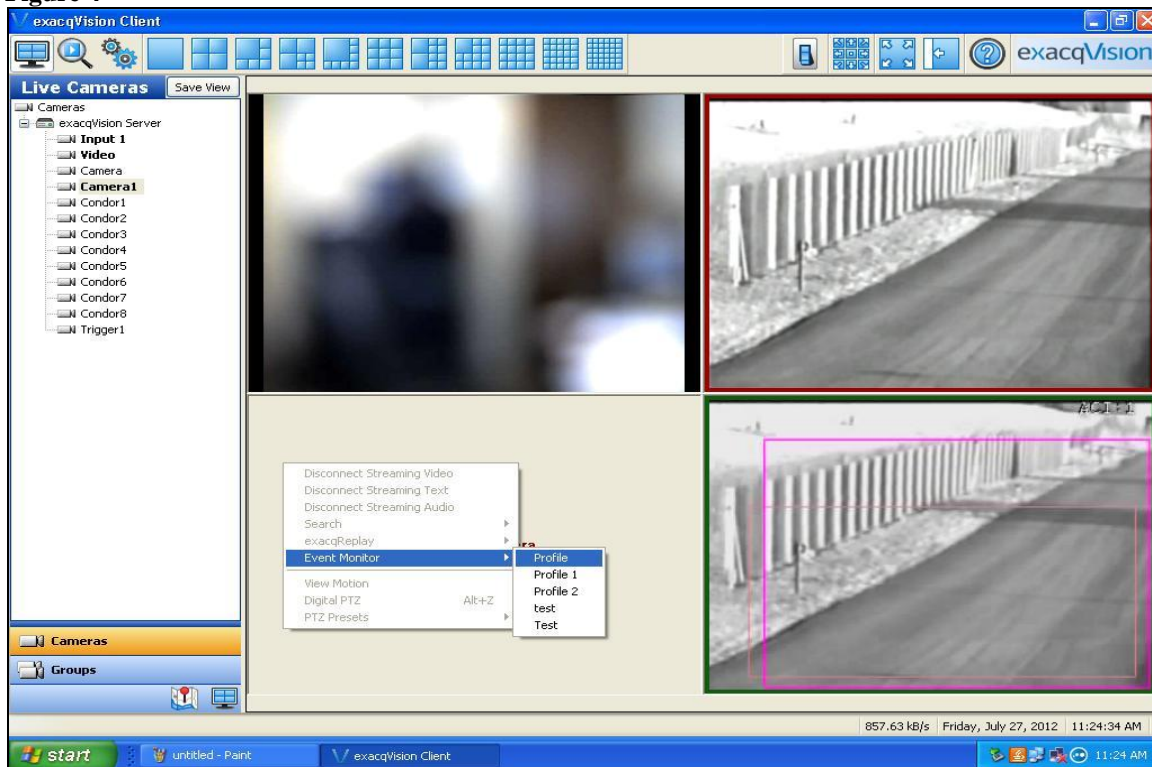 exacqVision Client
exacqVision
Live Cameras
Save View
Cameras
exacqVision Server
Input 1
Video
Camera
Camera1
Condor1
Condor2
Condor3
Condor4
Condor5
Condor6
Condor7
Condor8
Trigger1
Disconnect Streaming Video
Disconnect Streaming Text
Disconnect Streaming Audio
Search
exacqReplay
Event Monitor
View Motion
Digital PTZ Alt+Z
PTZ Presets
Profile
Profile 1
Profile 2
test
Test
Cameras
Groups
857.63 kB/s Friday, July 27, 2012 11:24:34 AM
start
untitled - Paint
exacqVision Client
11:24 AM